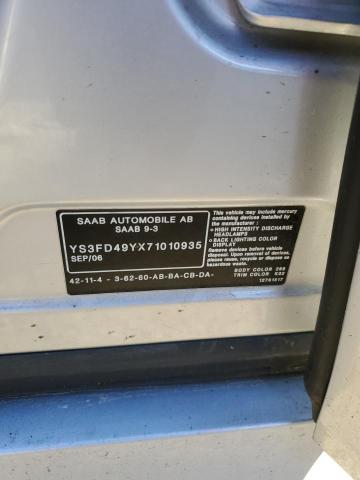 SAAB AUTOMOBILE AB
SAAB 9-3
YS3FD49YX71010935
SEP/06
42-11-4 - 3-62-60-AB-BA-CB-DA-
This vehicle may have mercury
containing devices installed by the
manufacturer:
• HIGH INTENSITY DISCHARGE
HEADLAMPS
• BACK LIGHTING COLOR
DISPLAY
Remove devices before vehicle
disposal. Upon removal of devices,
please reuse, recycle or dispose as
hazardous waste.
BODY COLOR 268
TRIM COLOR